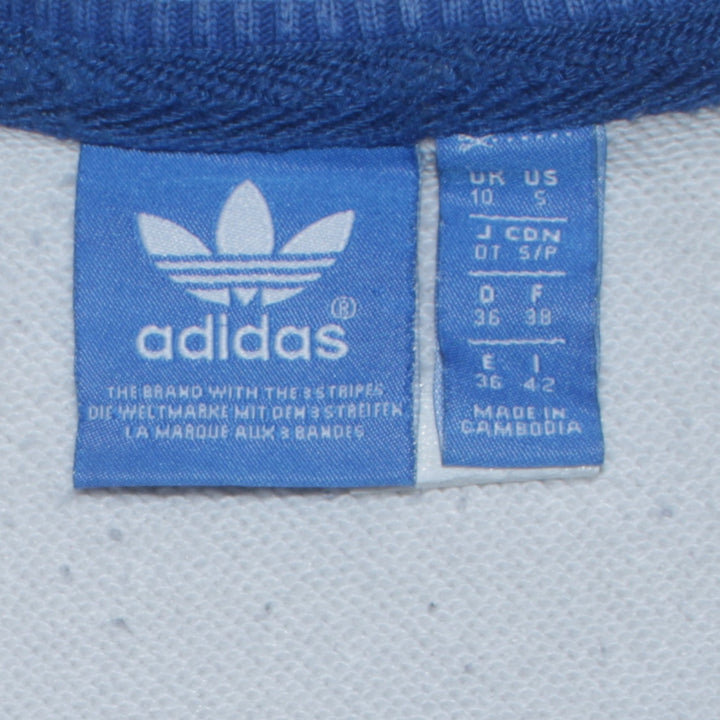 adidas®
THE BRAND WITH THE 3 STRIPES
DIE WELTMARKE MIT DEN 3 STREIFEN
LA MARQUE AUX 3 BANDES
UK US
10 S
J CDN
OT S/P
D F
36 38
E I
36 42
MADE IN
CAMBODIA